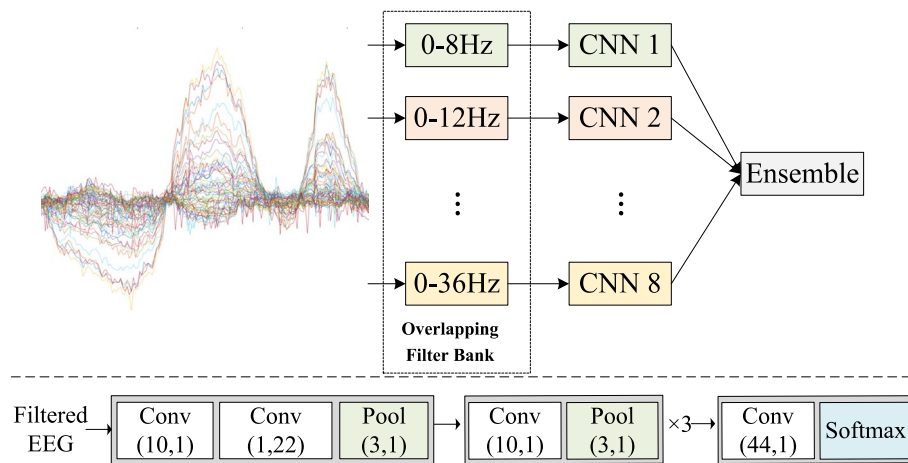 0-8Hz
CNN 1
0-12Hz
CNN 2
Ensemble
0-36Hz
CNN 8
Overlapping
Filter Bank
Filtered
EEG
Conv
(10,1)
Conv
(1,22)
Pool
(3,1)
Conv
(10,1)
Pool
(3,1)
×3
Conv
(44,1)
Softmax